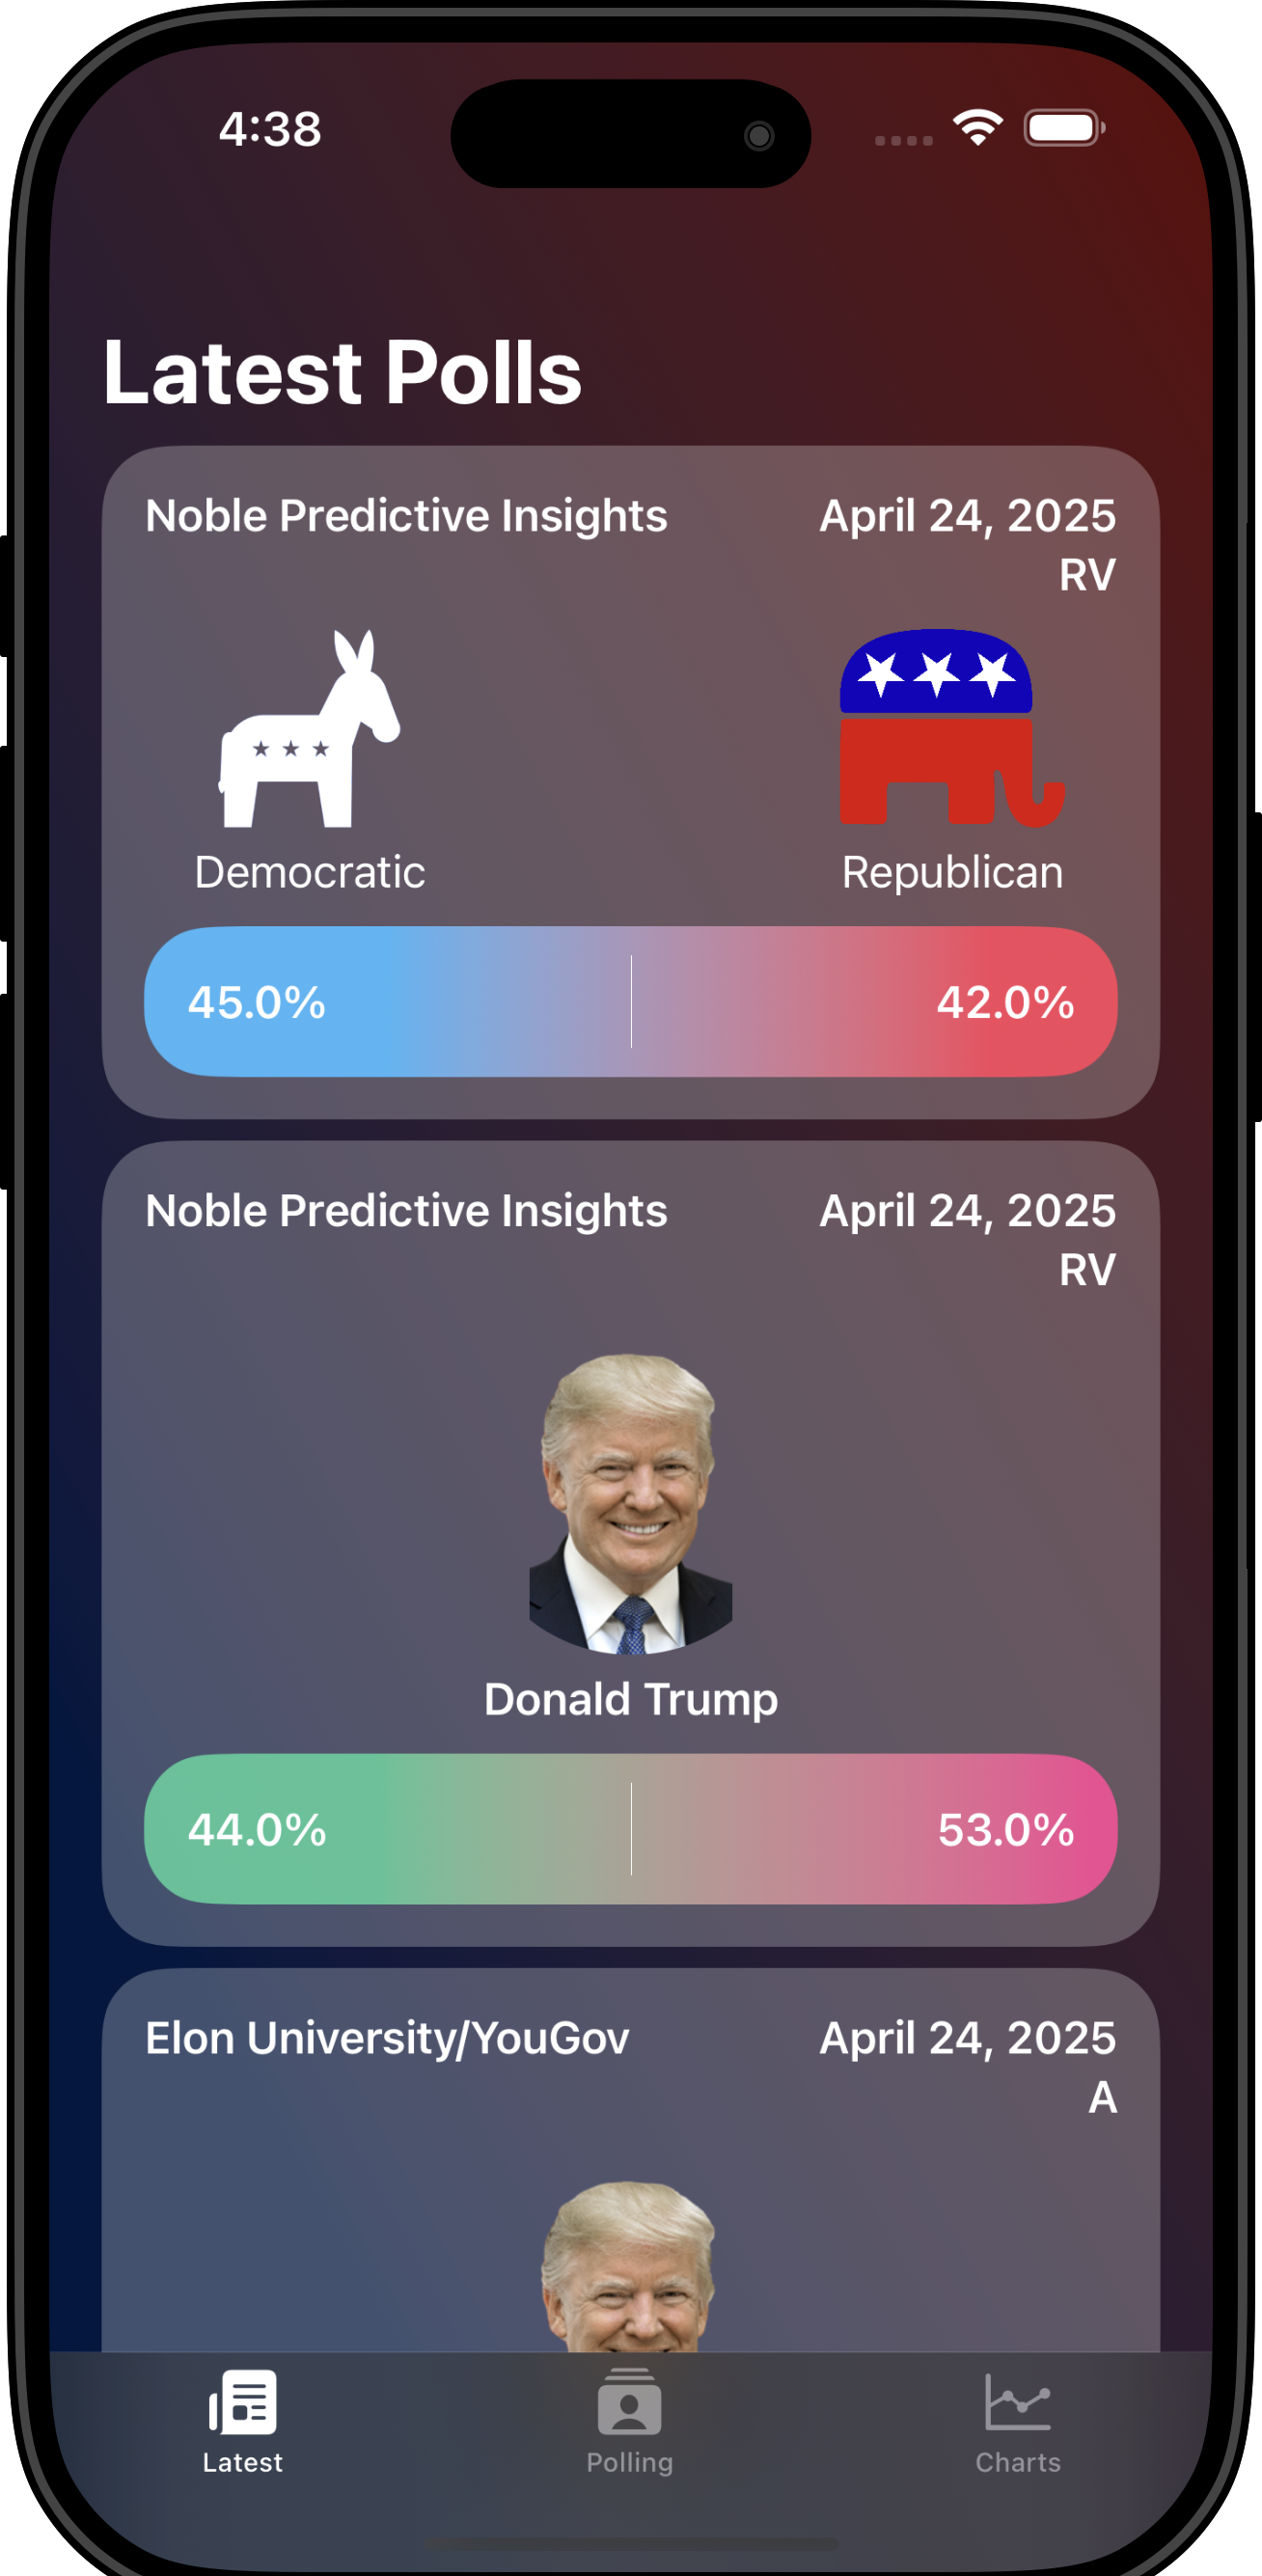 4:38
Latest Polls
Noble Predictive Insights April 24, 2025
RV
Democratic Republican
45.0% 42.0%
Noble Predictive Insights April 24, 2025
RV
Donald Trump
44.0% 53.0%
Elon University/YouGov April 24, 2025
A
Latest Polling Charts